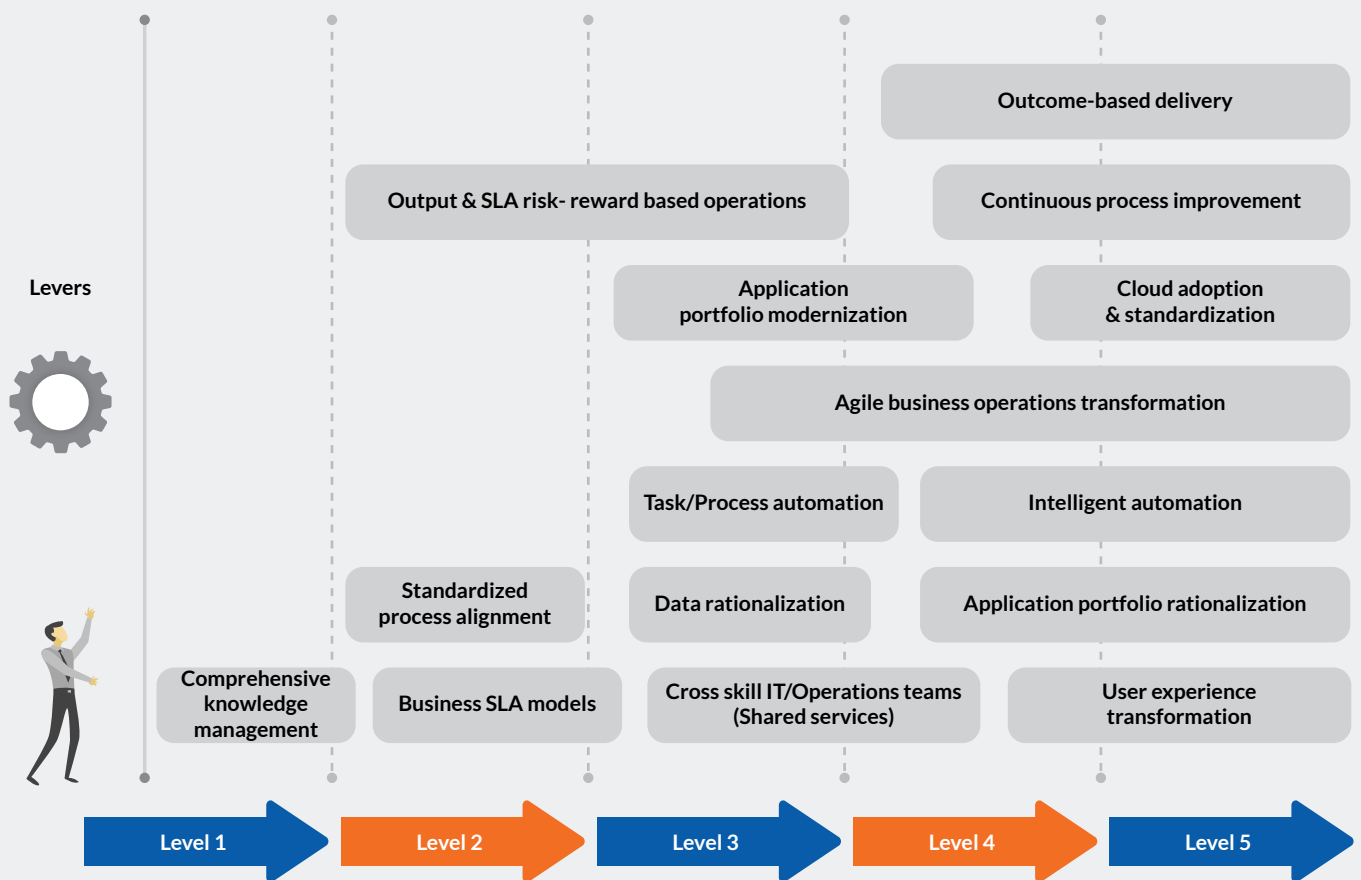 Outcome-based delivery
Output & SLA risk- reward based operations
Continuous process improvement
Levers
Application
portfolio modernization
Cloud adoption
& standardization
Agile business operations transformation
Task/Process automation
Intelligent automation
Standardized
process alignment
Data rationalization
Application portfolio rationalization
Comprehensive
knowledge
management
Business SLA models
Cross skill IT/Operations teams
(Shared services)
User experience
transformation
Level 1
Level 2
Level 3
Level 4
Level 5